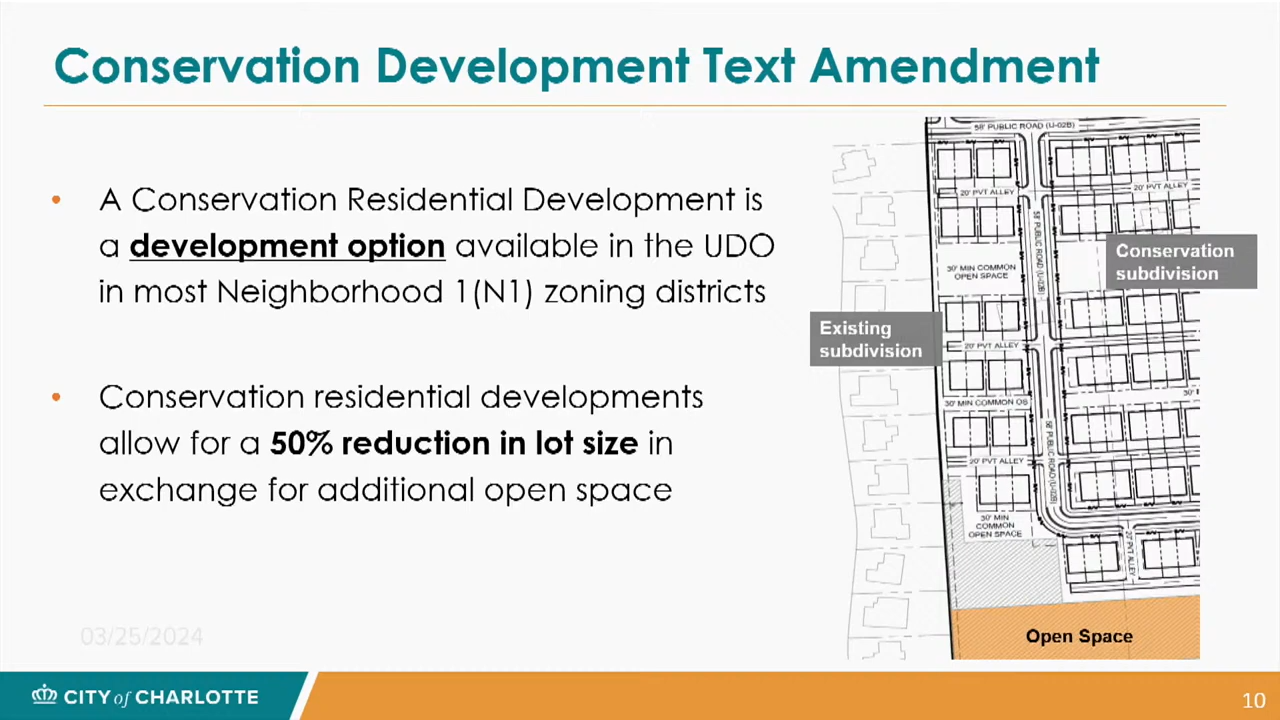 Conservation Development Text Amendment
• A Conservation Residential Development is
a development option available in the UDO
in most Neighborhood 1(N1) zoning districts
• Conservation residential developments
allow for a 50% reduction in lot size in
exchange for additional open space
58' PUBLIC ROAD (U-02B)
20' PVT ALLEY
20' PVT ALLEY
58' PUBLIC ROAD (U-02B)
Conservation
subdivision
30' MIN COMMON
OPEN SPACE
Existing
subdivision
20' PVT ALLEY
30' MIN COMMON OS
58' PUBLIC ROAD (U-02B)
20' PVT ALLEY
30' MIN
COMMON
OPEN SPACE
20' PVT ALLEY
Open Space
03/25/2024
CITY of CHARLOTTE
10